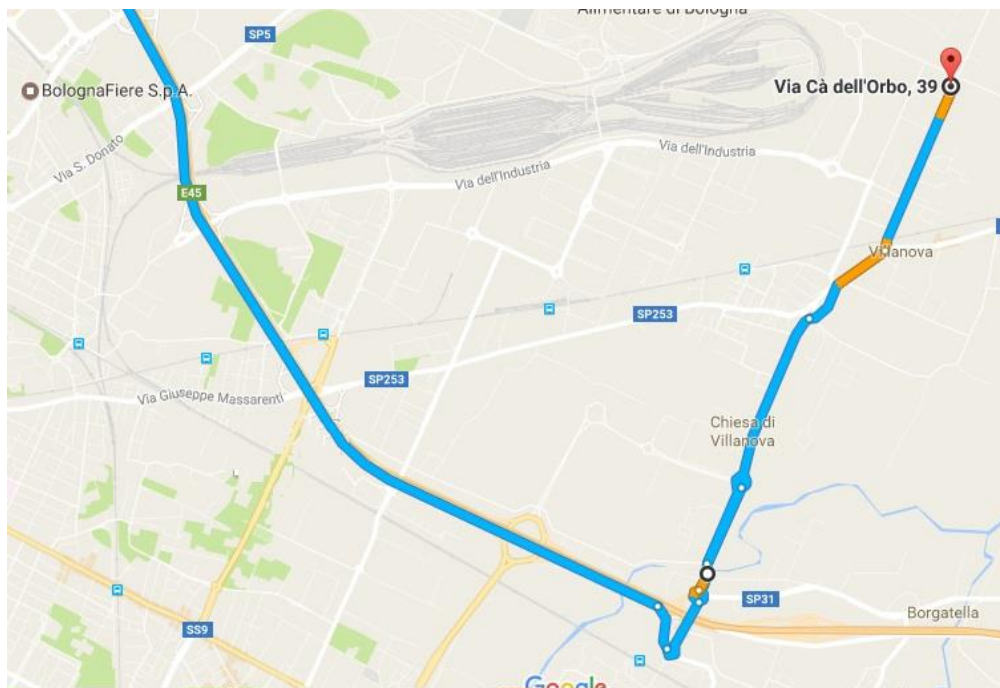 Alimentare di Bologna
SP5
BolognaFiere S.p.A.
Via Cà dell'Orbo, 39
Via S. Donato
Via dell'Industria
Via dell'Industria
E45
Villanova
SP253
SP253
Via Giuseppe Massarenti
Chiesa di
Villanova
SP31
Borgatella
SS9
Google